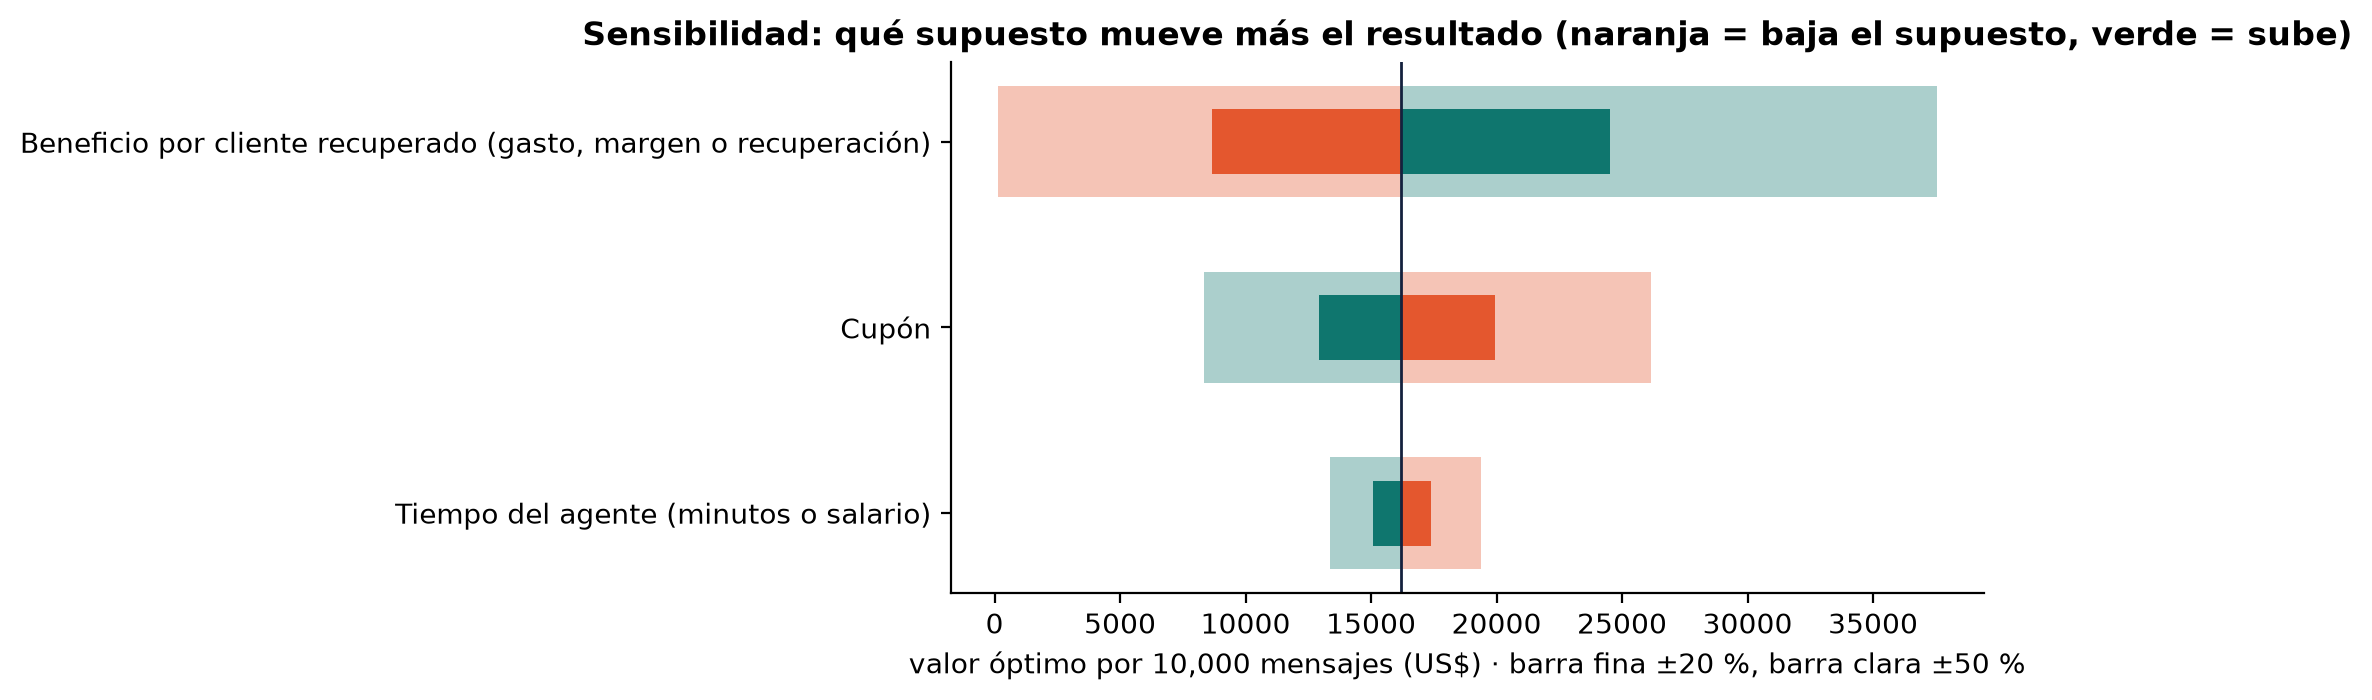 Sensibilidad: qué supuesto mueve más el resultado (naranja = baja el supuesto, verde = sube)
Beneficio por cliente recuperado (gasto, margen o recuperación)
Cupón
Tiempo del agente (minutos o salario)
0 5000 10000 15000 20000 25000 30000 35000
valor óptimo por 10,000 mensajes (US$) · barra fina ±20 %, barra clara ±50 %